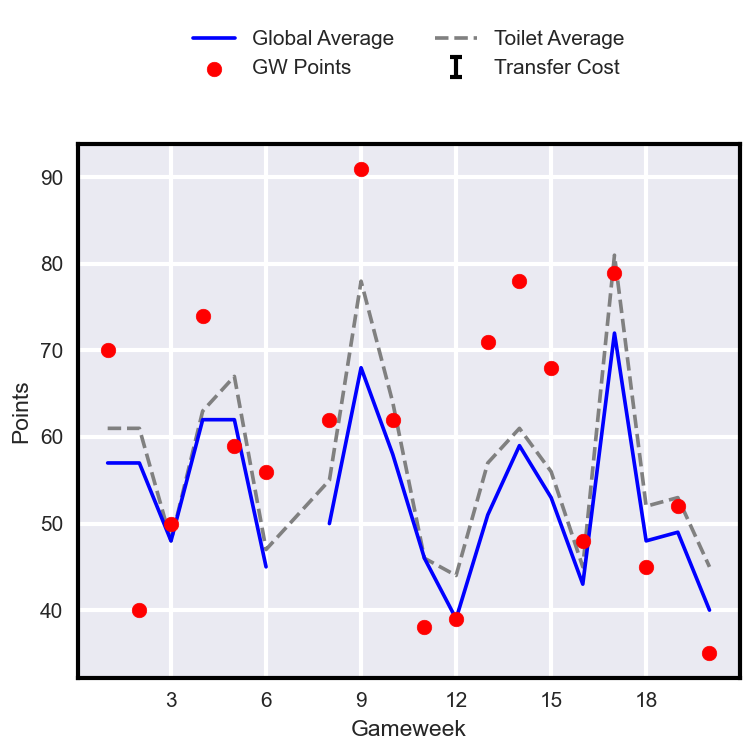 Global Average
Toilet Average
GW Points
Transfer Cost
90
80
70
60
50
40
Points
3 6 9 12 15 18
Gameweek